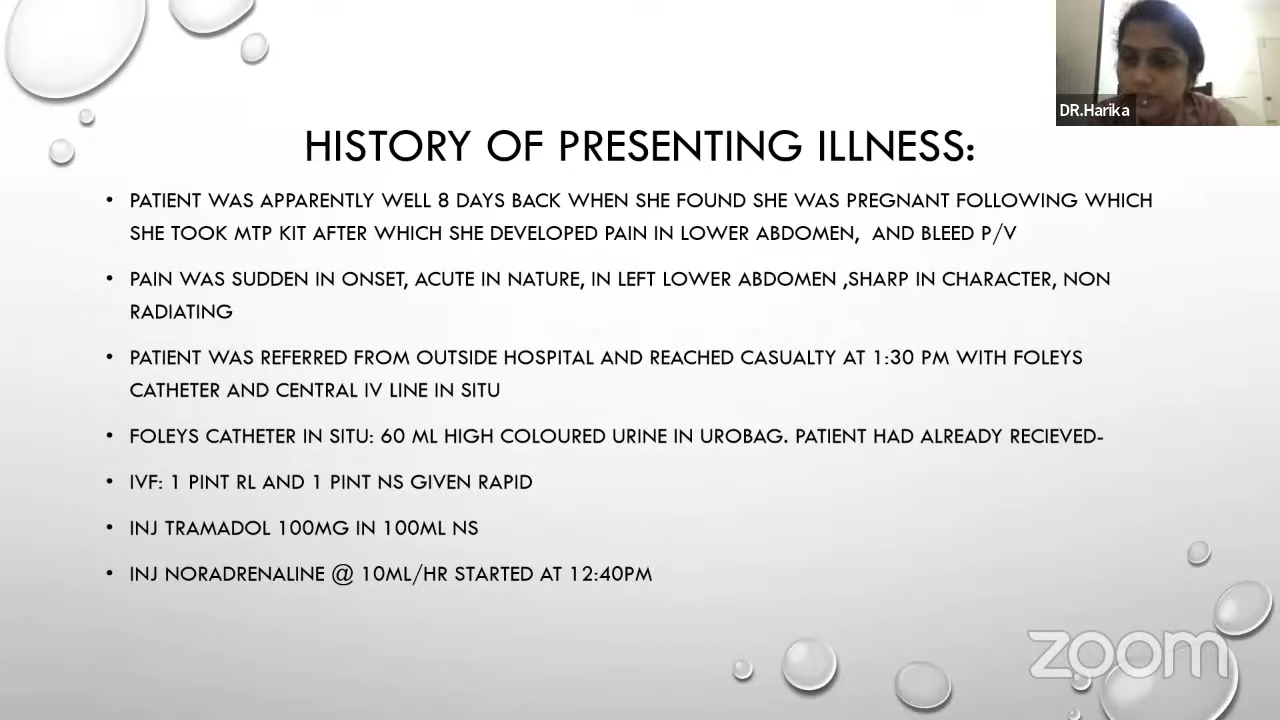 DR.Harika
HISTORY OF PRESENTING ILLNESS:
• PATIENT WAS APPARENTLY WELL 8 DAYS BACK WHEN SHE FOUND SHE WAS PREGNANT FOLLOWING WHICH
SHE TOOK MTP KIT AFTER WHICH SHE DEVELOPED PAIN IN LOWER ABDOMEN, AND BLEED P/V
• PAIN WAS SUDDEN IN ONSET, ACUTE IN NATURE, IN LEFT LOWER ABDOMEN ,SHARP IN CHARACTER, NON
RADIATING
• PATIENT WAS REFERRED FROM OUTSIDE HOSPITAL AND REACHED CASUALTY AT 1:30 PM WITH FOLEYS
CATHETER AND CENTRAL IV LINE IN SITU
• FOLEYS CATHETER IN SITU: 60 ML HIGH COLOURED URINE IN UROBAG. PATIENT HAD ALREADY RECIEVED-
• IVF: 1 PINT RL AND 1 PINT NS GIVEN RAPID
• INJ TRAMADOL 100MG IN 100ML NS
• INJ NORADRENALINE @ 10ML/HR STARTED AT 12:40PM
zoom